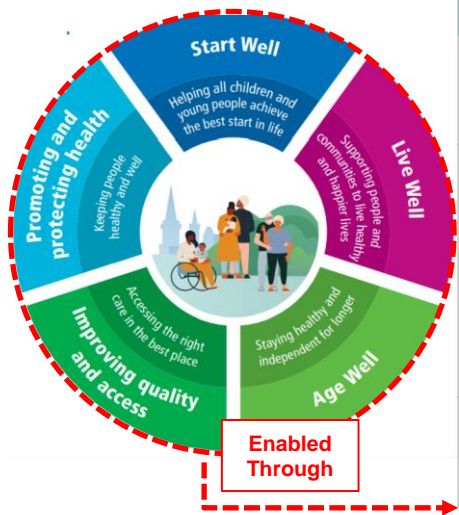 Start Well
Helping all children and
young people achieve
the best start in life
Live Well
Supporting people and
communities to live healthy
and happier lives
Age Well
Staying healthy and
independent for longer
Improving quality
and access
Accessing the right
care in the best place
Promoting and
protecting health
Keeping people
healthy and well
Enabled
Through